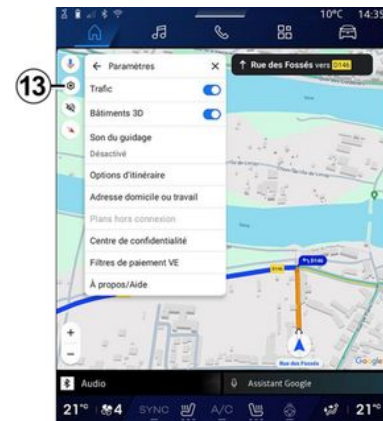 10°C 14:35
13
← Paramètres ×
↑ Rue des Fossés vers D146
Trafic
Bâtiments 3D
Son du guidage
Désactivé
Options d'itinéraire
Adresse domicile ou travail
Plans hors connexion
Centre de confidentialité
Filtres de paiement VE
À propos/Aide
Seine
D146
+
−
Rue des Fossés
Google
Audio
Assistant Google
21°° 4 SYNC A/C 21°°